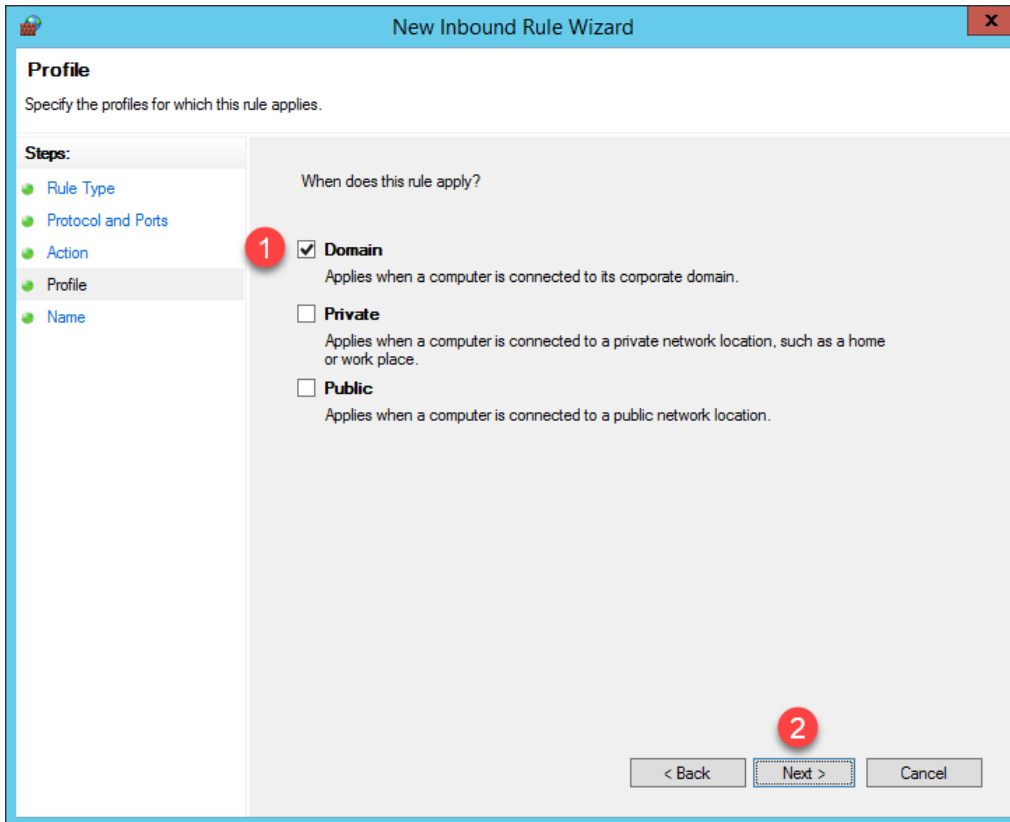 New Inbound Rule Wizard
x
Profile
Specify the profiles for which this rule applies.
Steps:
Rule Type
Protocol and Ports
Action
Profile
Name
When does this rule apply?
1
Domain
Applies when a computer is connected to its corporate domain.
Private
Applies when a computer is connected to a private network location, such as a home
or work place.
Public
Applies when a computer is connected to a public network location.
2
< Back
Next >
Cancel